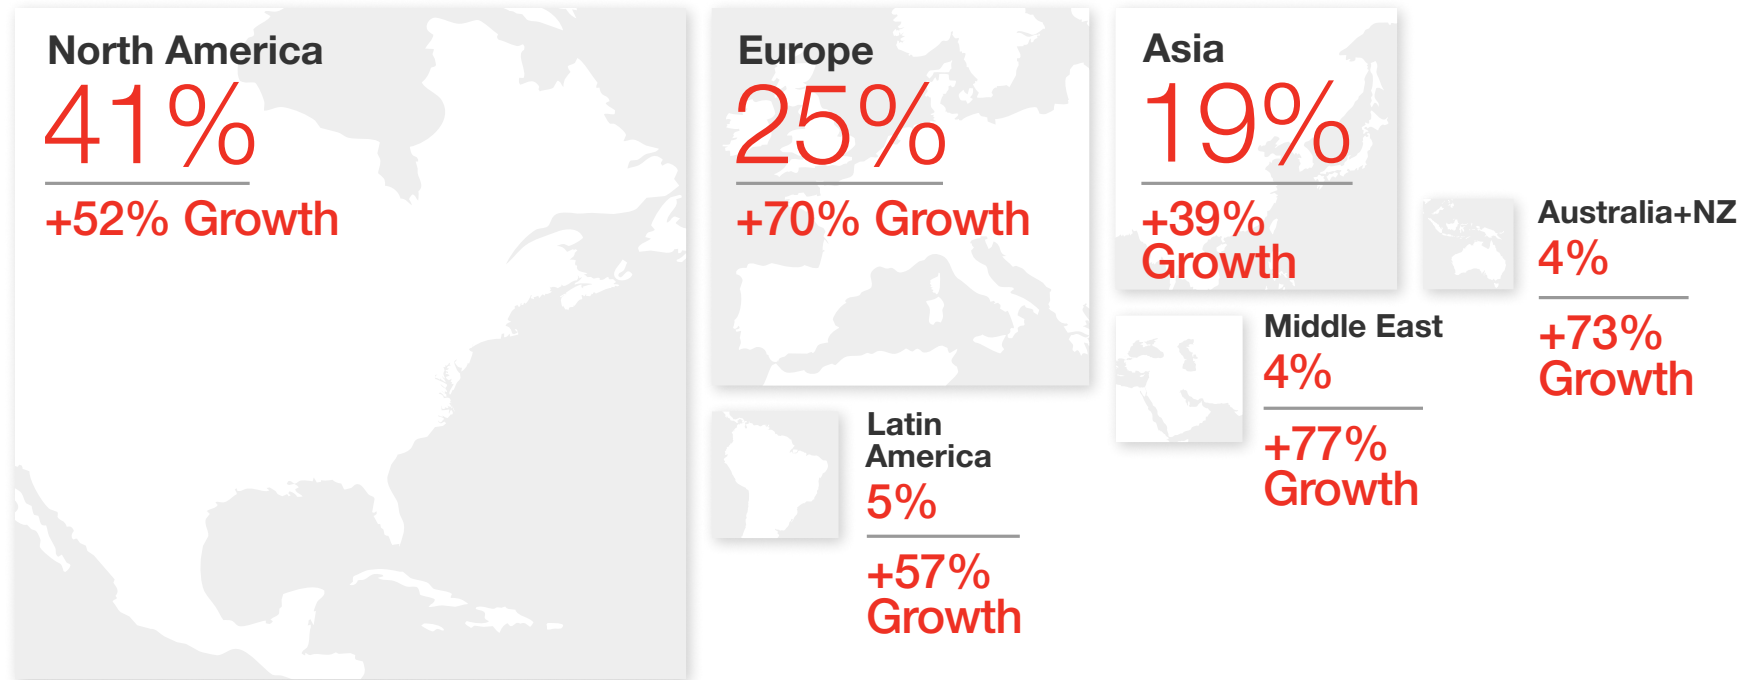 North America
41%
+52% Growth
Europe
25%
+70% Growth
Asia
19%
+39%
Growth
Australia+NZ
4%
+73%
Growth
Middle East
4%
+77%
Growth
Latin
America
5%
+57%
Growth